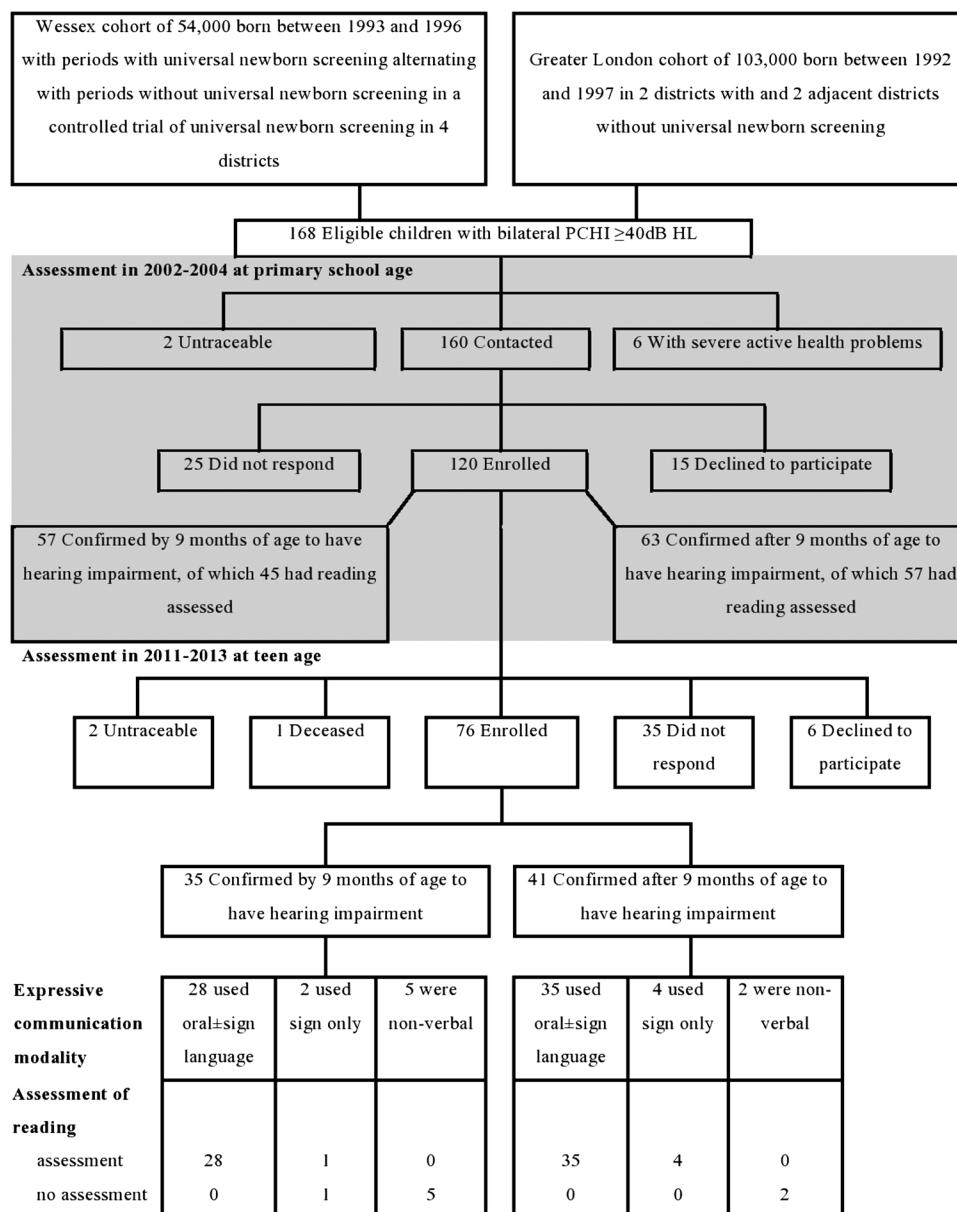 Wessex cohort of 54,000 born between 1993 and 1996
with periods with universal newborn screening alternating
with periods without universal newborn screening in a
controlled trial of universal newborn screening in 4
districts
Greater London cohort of 103,000 born between 1992
and 1997 in 2 districts with and 2 adjacent districts
without universal newborn screening
168 Eligible children with bilateral PCHI ≥40dB HL
Assessment in 2002-2004 at primary school age
2 Untraceable
160 Contacted
6 With severe active health problems
25 Did not respond
120 Enrolled
15 Declined to participate
57 Confirmed by 9 months of age to have
hearing impairment, of which 45 had reading
assessed
63 Confirmed after 9 months of age to
have hearing impairment, of which 57 had
reading assessed
Assessment in 2011-2013 at teen age
2 Untraceable
1 Deceased
76 Enrolled
35 Did not
respond
6 Declined to
participate
35 Confirmed by 9 months of age to
have hearing impairment
41 Confirmed after 9 months of age to
have hearing impairment
Expressive
communication
modality
28 used
oral±sign
language
2 used
sign only
5 were
non-verbal
35 used
oral±sign
language
4 used
sign only
2 were non-
verbal
Assessment of
reading
assessment 28 1 0 35 4 0
no assessment 0 1 5 0 0 2